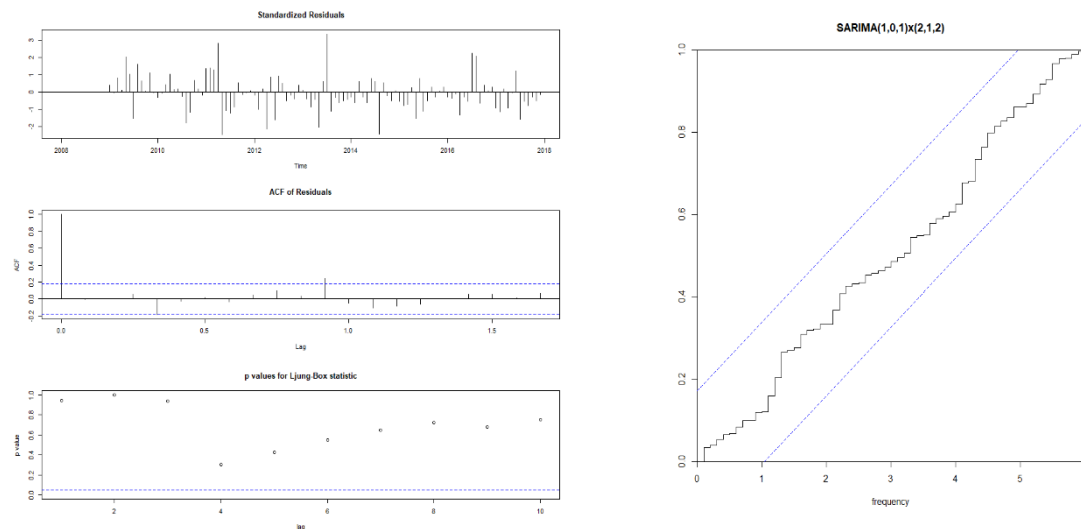 Standardized Residuals
3
2
1
0
-1
-2
2008 2010 2012 2014 2016 2018
Time
ACF of Residuals
ACF
1.0
0.8
0.6
0.4
0.2
0.0
-0.2
0.0 0.5 1.0 1.5
Lag
p values for Ljung-Box statistic
p value
1.0
0.8
0.6
0.4
0.2
0.0
2 4 6 8 10
lag
SARIMA(1,0,1)x(2,1,2)
1.0
0.8
0.6
0.4
0.2
0.0
0 1 2 3 4 5
frequency